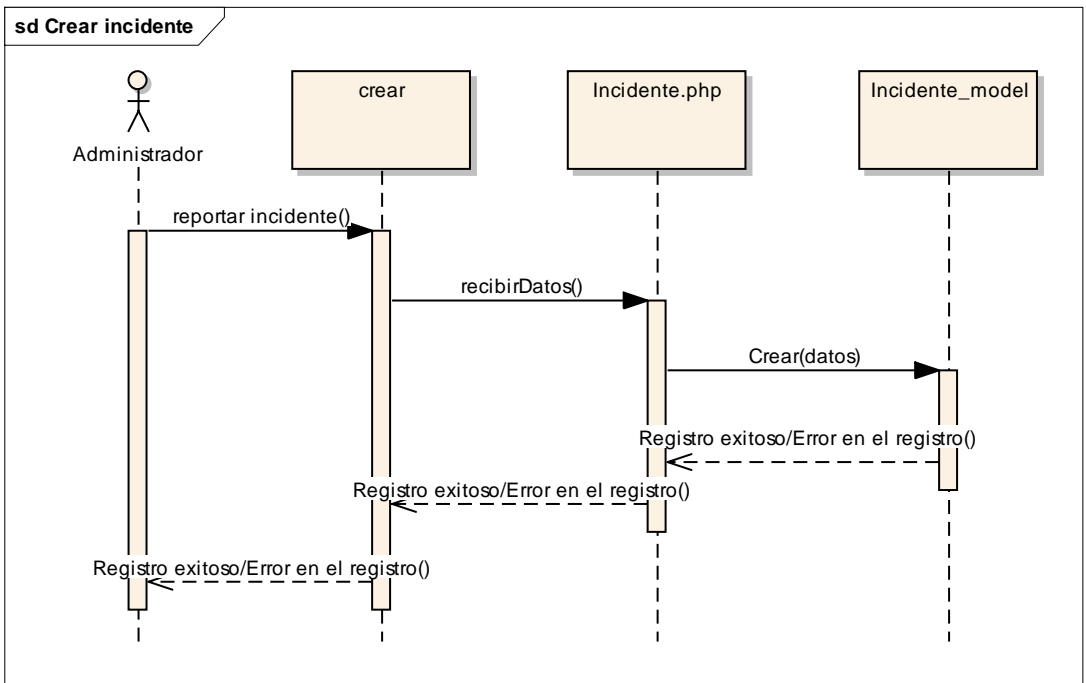 sd Crear incidente
Administrador
crear
Incidente.php
Incidente_model
reportar incidente()
recibirDatos()
Crear(datos)
Registro exitoso/Error en el registro()
Registro exitoso/Error en el registro()
Registro exitoso/Error en el registro()